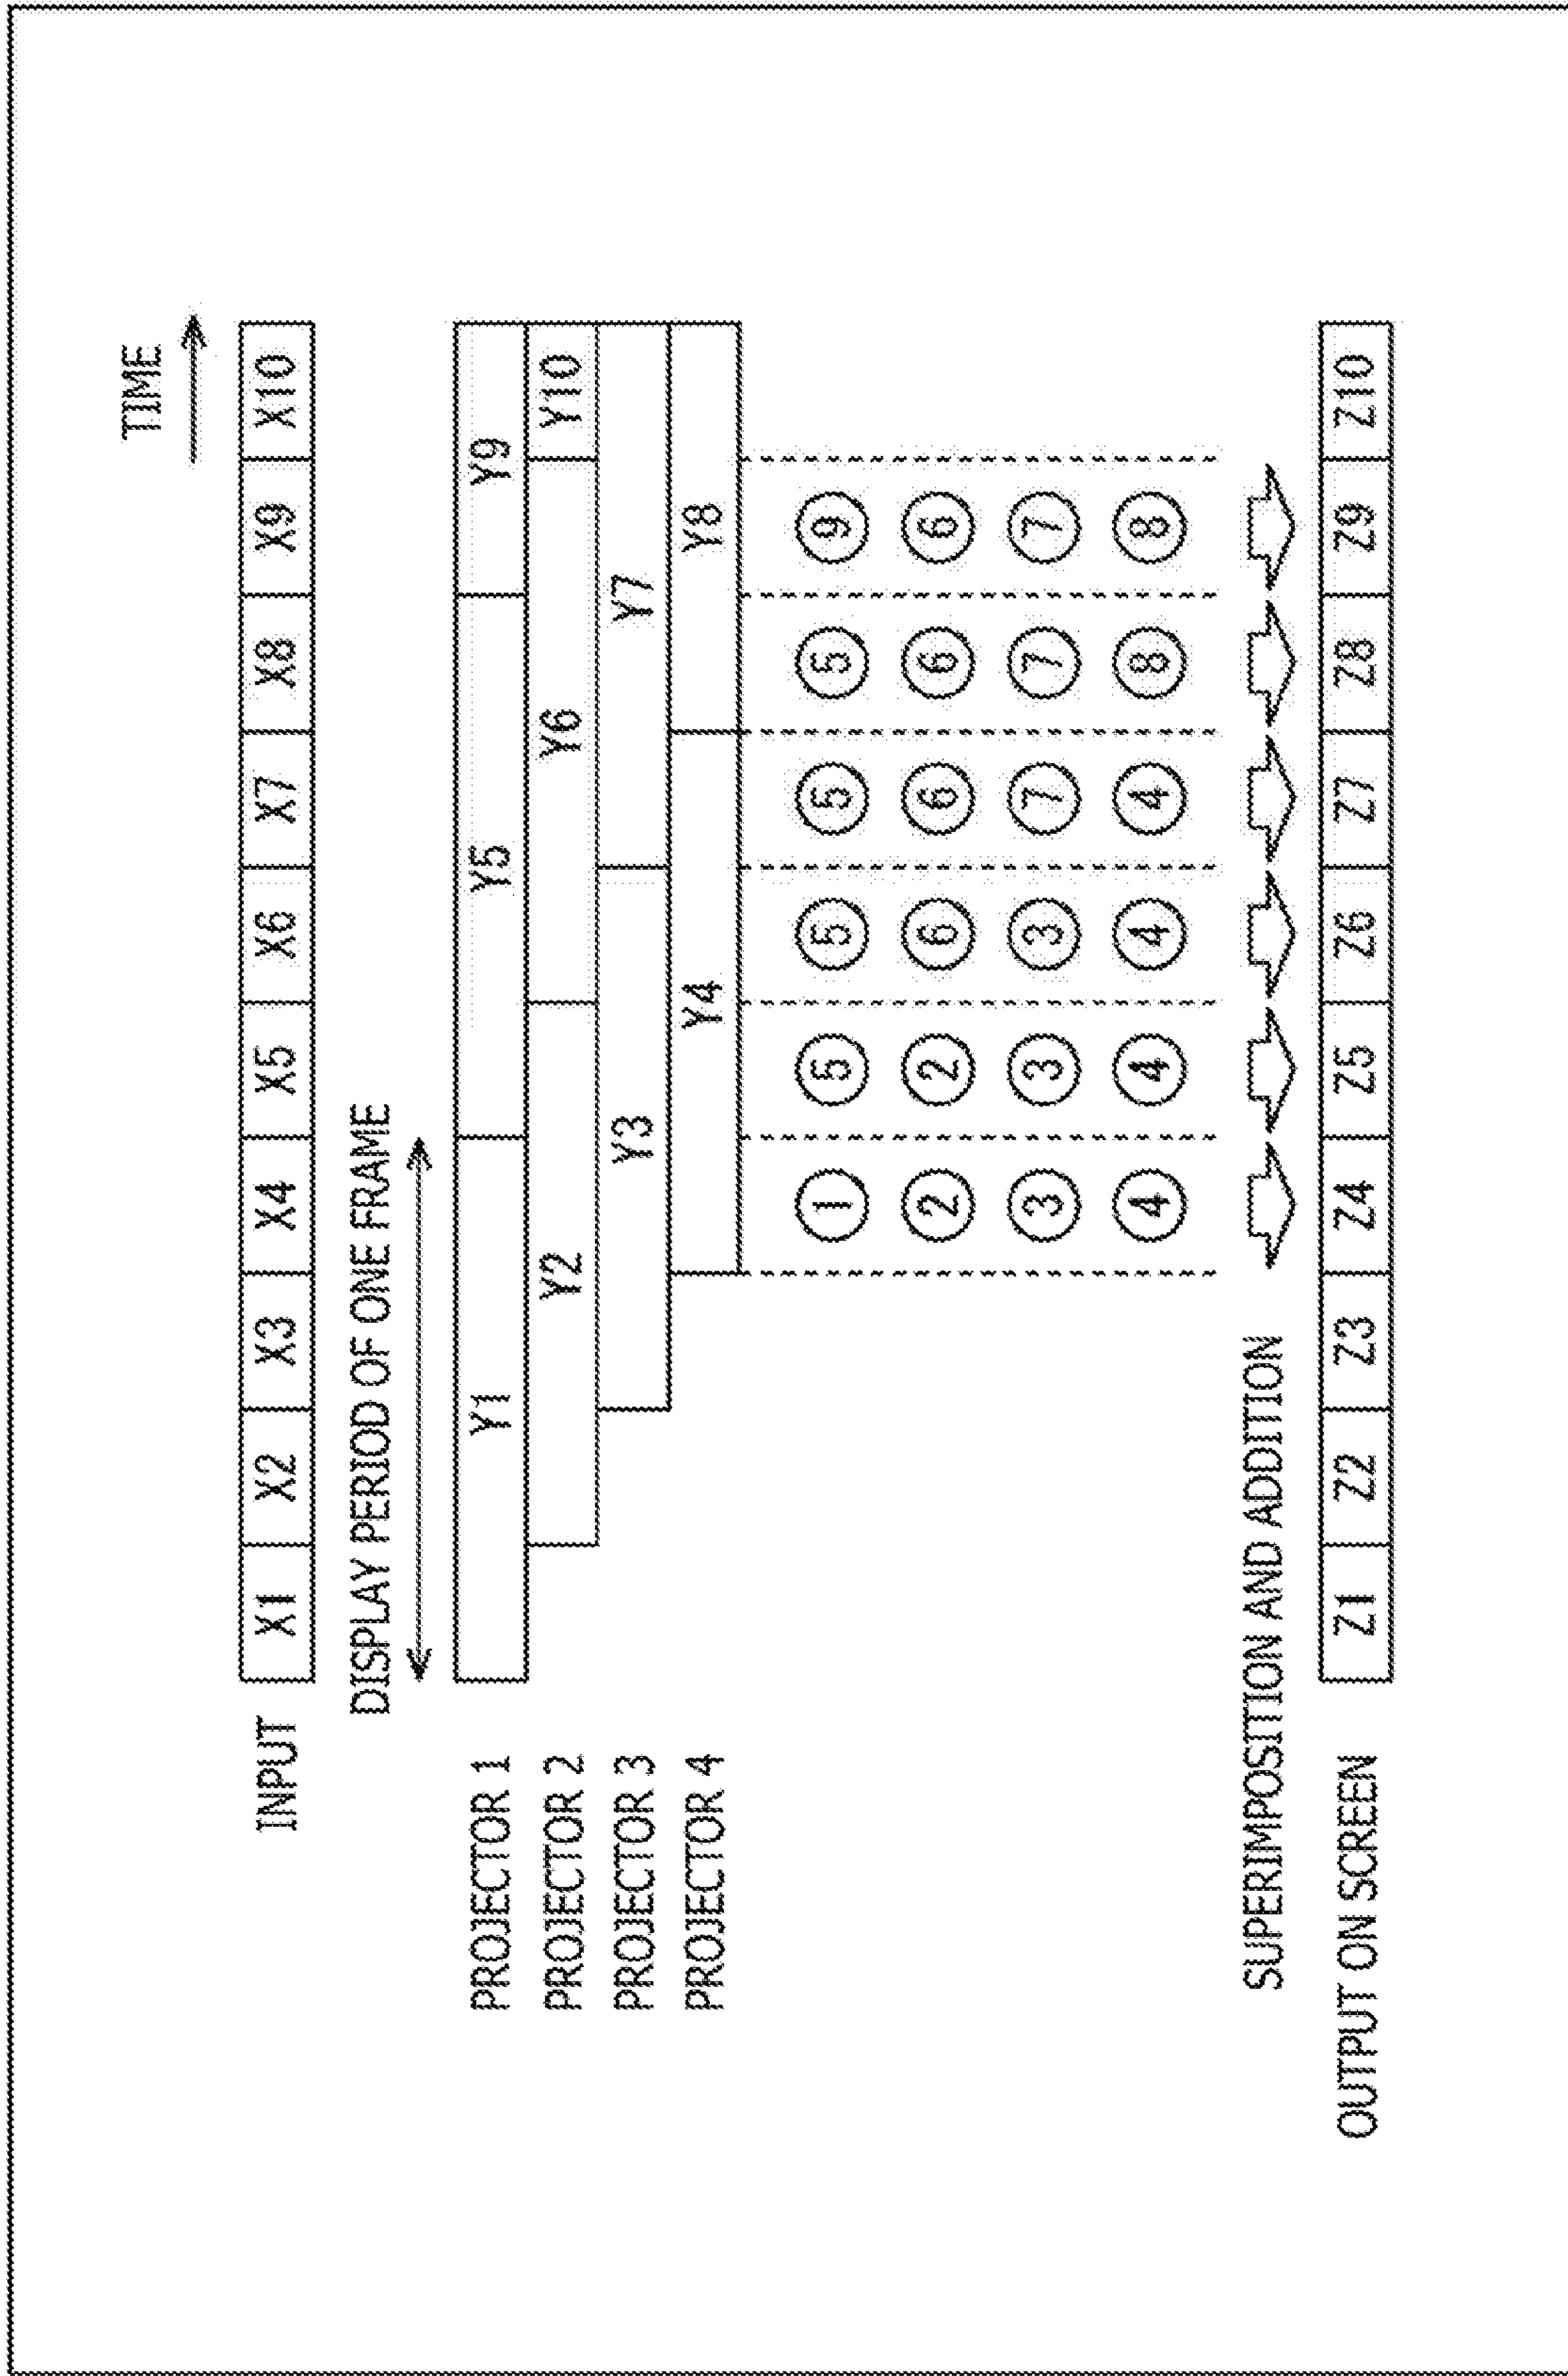 TIME
INPUT X1 X2 X3 X4 X5 X6 X7 X8 X9 X10
DISPLAY PERIOD OF ONE FRAME
PROJECTOR 1 Y1 Y5 Y9
PROJECTOR 2 Y2 Y6 Y10
PROJECTOR 3 Y3 Y7
PROJECTOR 4 Y4 Y8
① ⑤ ⑤ ⑤ ⑤ ⑨
② ② ⑥ ⑥ ⑥ ⑥
③ ③ ③ ⑦ ⑦ ⑦
④ ④ ④ ④ ⑧ ⑧
SUPERIMPOSITION AND ADDITION
OUTPUT ON SCREEN Z1 Z2 Z3 Z4 Z5 Z6 Z7 Z8 Z9 Z10